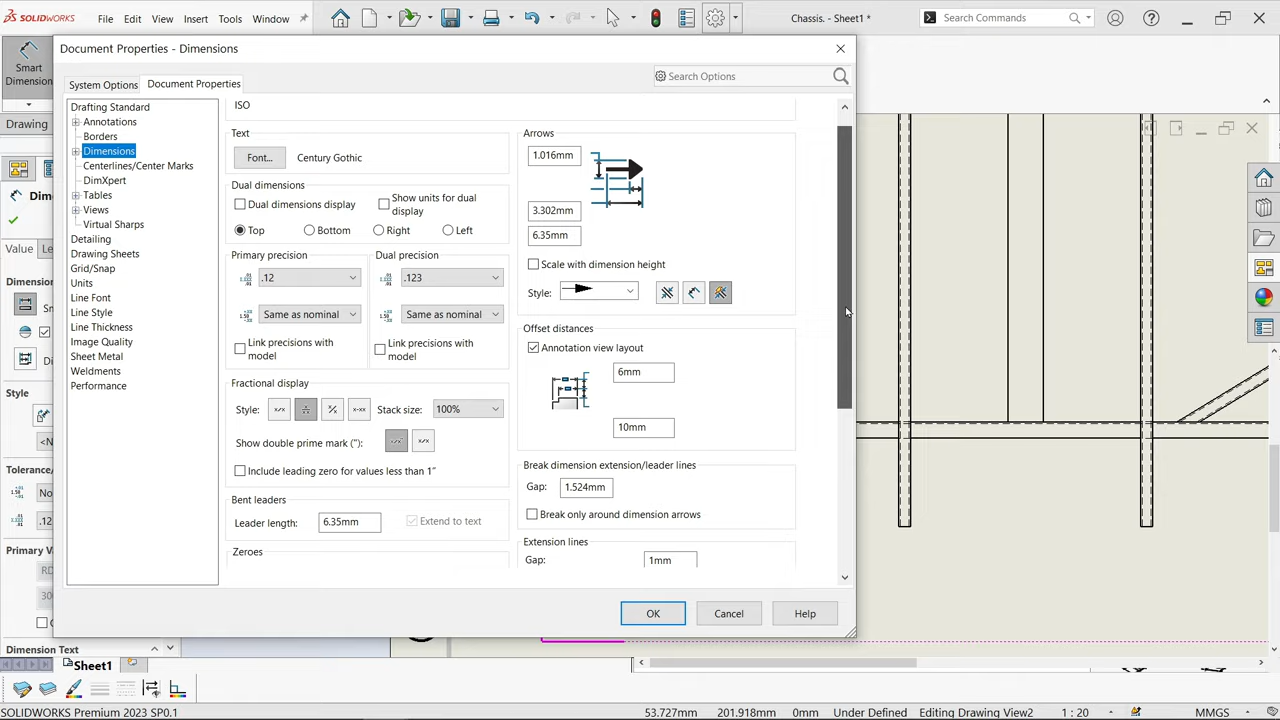 SOLIDWORKS
File
Edit
View
Insert
Tools
Window
Chassis. - Sheet1 *
Search Commands
Smart
Dimension
Drawing
Document Properties - Dimensions
System Options
Document Properties
Search Options
Drafting Standard
Annotations
Borders
Dimensions
Centerlines/Center Marks
DimXpert
Tables
Views
Virtual Sharps
Detailing
Drawing Sheets
Grid/Snap
Units
Line Font
Line Style
Line Thickness
Image Quality
Sheet Metal
Weldments
Performance
ISO
Text
Font...
Century Gothic
Dual dimensions
Dual dimensions display
Show units for dual
display
Top
Bottom
Right
Left
Primary precision
Dual precision
.12
.123
Same as nominal
Same as nominal
Link precisions with
model
Link precisions with
model
Fractional display
Style:
Stack size:
100%
Show double prime mark ("):
Include leading zero for values less than 1"
Bent leaders
Leader length:
6.35mm
Extend to text
Zeroes
Arrows
1.016mm
3.302mm
6.35mm
Scale with dimension height
Style:
Offset distances
Annotation view layout
6mm
10mm
Break dimension extension/leader lines
Gap:
1.524mm
Break only around dimension arrows
Extension lines
Gap:
1mm
OK
Cancel
Help
Value
Style
Dimension Text
Sheet1
SOLIDWORKS Premium 2023 SP0.1
53.727mm
201.918mm
0mm
Under Defined
Editing Drawing View2
1 : 20
MMGS